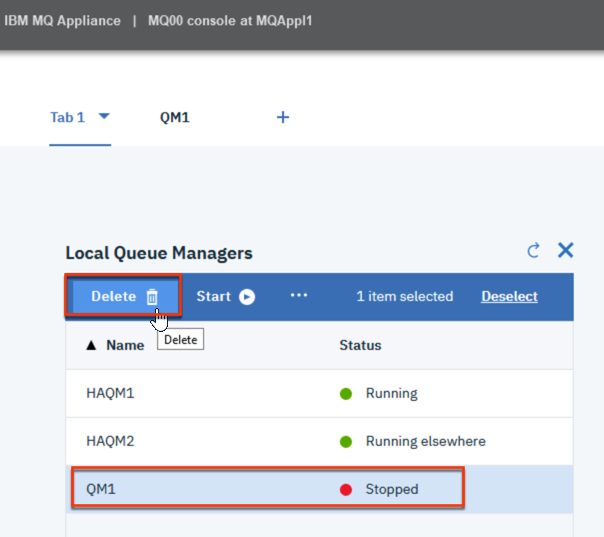 IBM MQ Appliance | MQ00 console at MQAppl1
Tab 1 QM1 +
Local Queue Managers
Delete Start ... 1 item selected Deselect
▲ Name Status
Delete
HAQM1 Running
HAQM2 Running elsewhere
QM1 Stopped